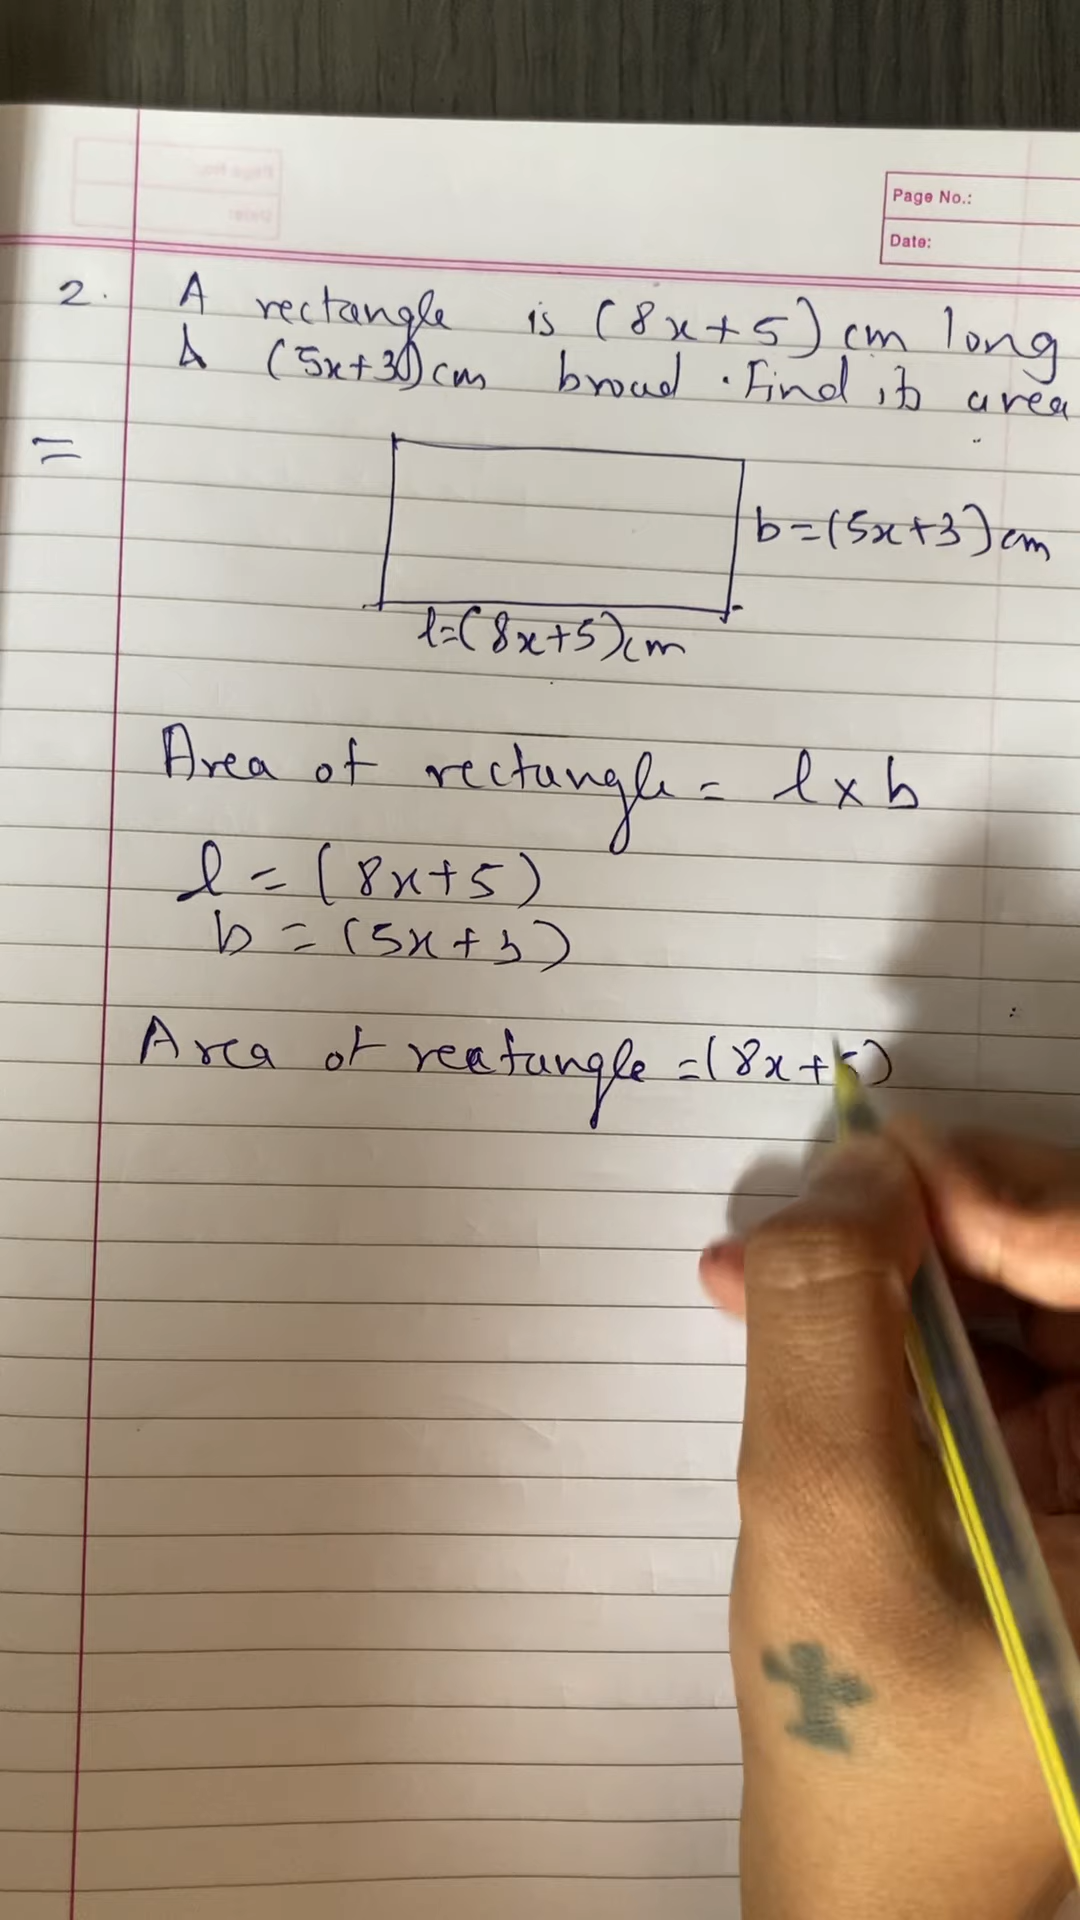 Page No.:
Date:
2. A rectangle is (8x+5) cm long
& (5x+3) cm broad. Find its area
=
b=(5x+3)cm
l=(8x+5)cm
Area of rectangle = l x b
l = (8x+5)
b = (5x+3)
Area of rectangle =(8x+5)